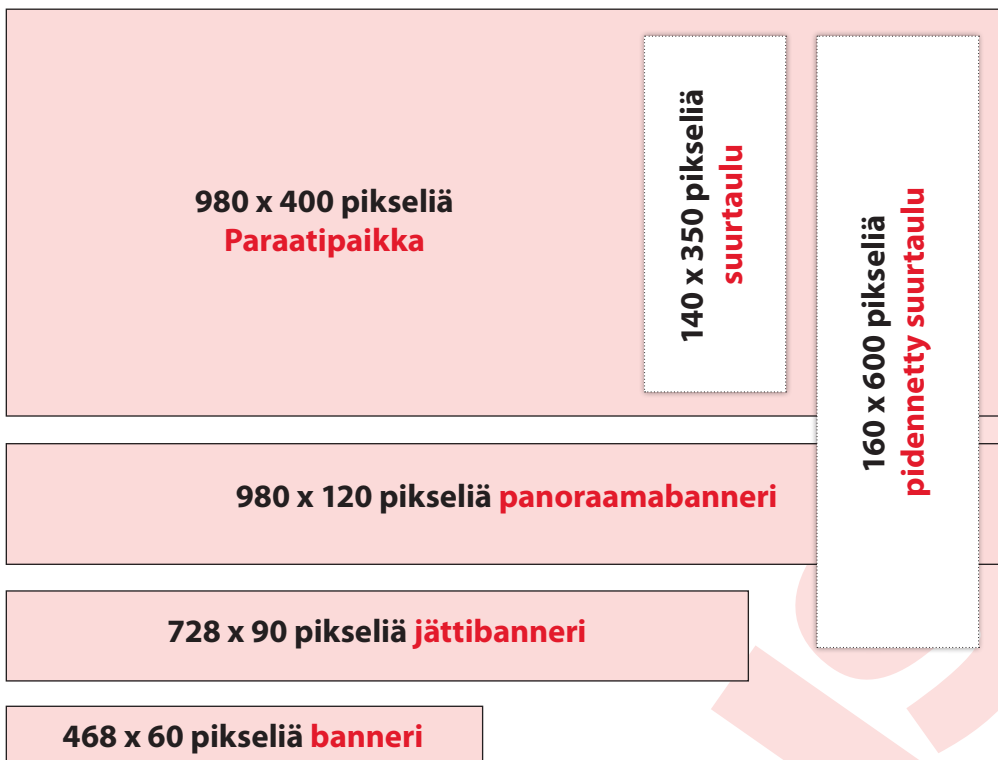 980 x 400 pikseliä
Paraatipaikka
140 x 350 pikseliä
suurtaulu
160 x 600 pikseliä
pidennetty suurtaulu
980 x 120 pikseliä panoraamabanneri
728 x 90 pikseliä jättibanneri
468 x 60 pikseliä banneri